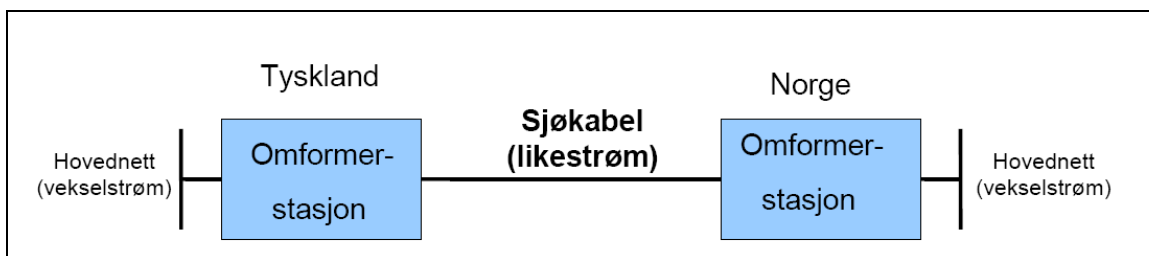 Tyskland
Norge
Hovednett
(vekselstrøm)
Omformer-
stasjon
Sjøkabel
(likestrøm)
Omformer-
stasjon
Hovednett
(vekselstrøm)